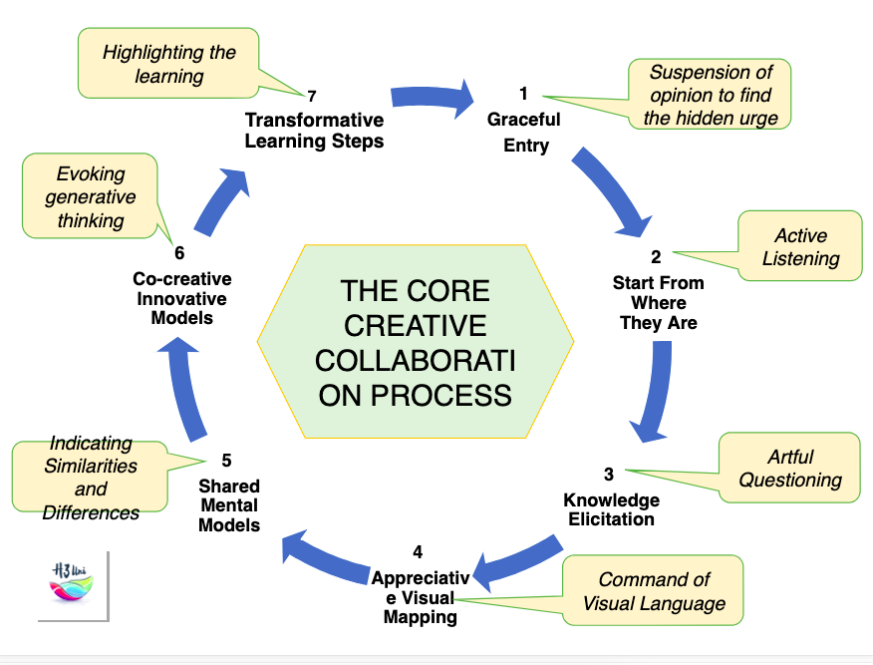 Highlighting the
learning
7
Transformative
Learning Steps
1
Graceful
Entry
Suspension of
opinion to find
the hidden urge
Evoking
generative
thinking
6
Co-creative
Innovative
Models
2
Start From
Where
They Are
Active
Listening
THE CORE
CREATIVE
COLLABORATI
ON PROCESS
Indicating
Similarities
and
Differences
5
Shared
Mental
Models
3
Knowledge
Elicitation
Artful
Questioning
4
Appreciativ
e Visual
Mapping
Command of
Visual Language
H3Uni